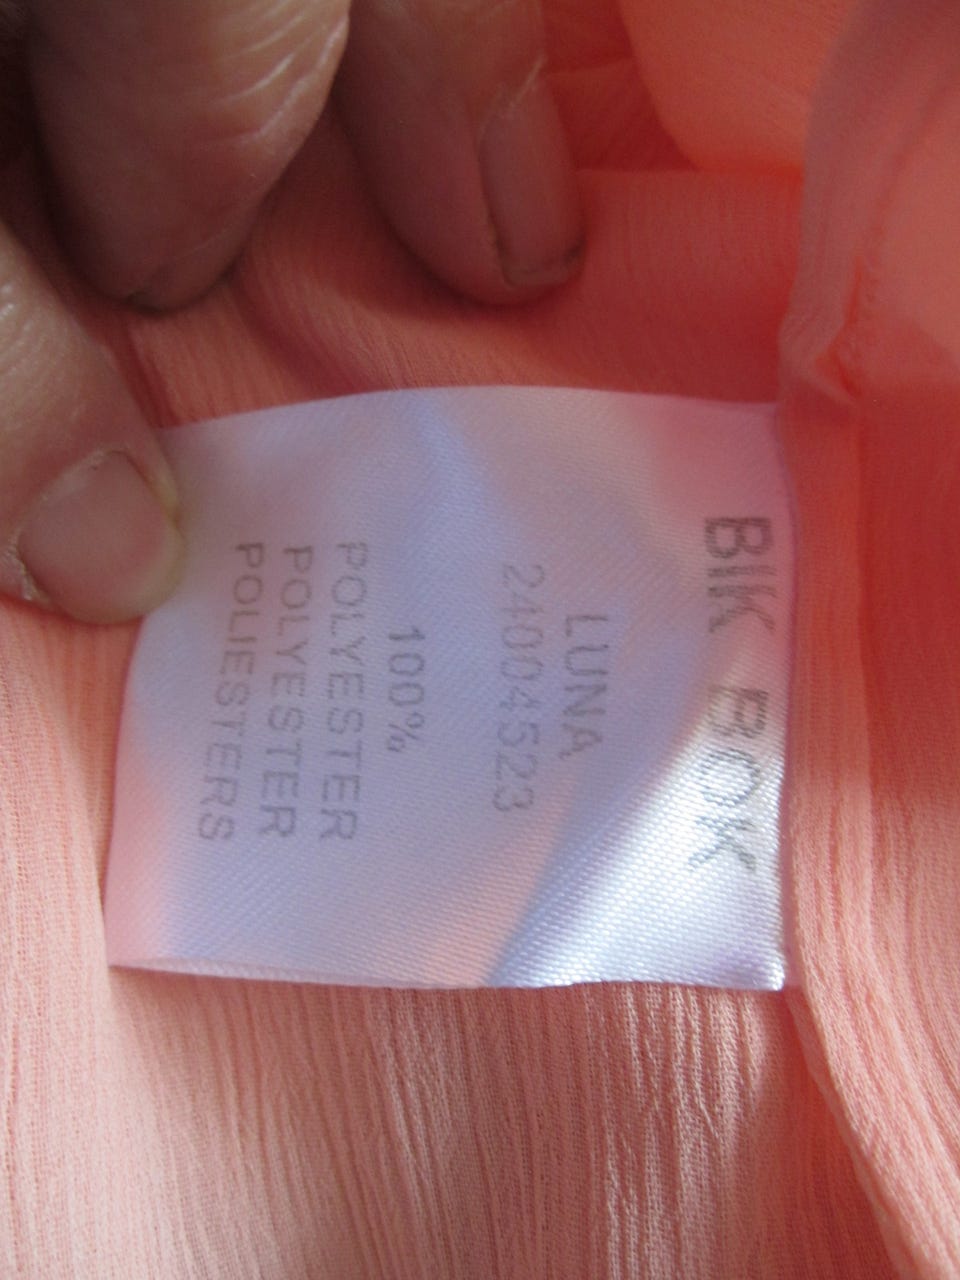 BIK BOK
LUNA
24004523
100%
POLYESTER
POLYESTER
POLIESTERS